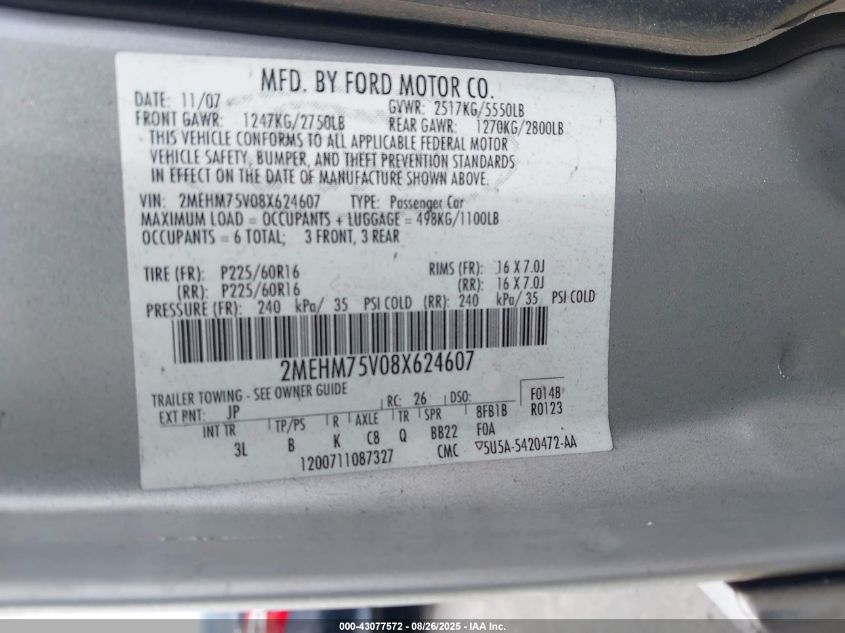 MFD. BY FORD MOTOR CO.
DATE: 11/07 GVWR: 2517KG/5550LB
FRONT GAWR: 1247KG/2750LB REAR GAWR: 1270KG/2800LB
THIS VEHICLE CONFORMS TO ALL APPLICABLE FEDERAL MOTOR
VEHICLE SAFETY, BUMPER, AND THEFT PREVENTION STANDARDS
IN EFFECT ON THE DATE OF MANUFACTURE SHOWN ABOVE.
VIN: 2MEHM75V08X624607 TYPE: Passenger Car
MAXIMUM LOAD = OCCUPANTS + LUGGAGE = 498KG/1100LB
OCCUPANTS = 6 TOTAL; 3 FRONT, 3 REAR
TIRE (FR): P225/60R16 RIMS (FR): 16 X 7.0J
(RR): P225/60R16 (RR): 16 X 7.0J
PRESSURE (FR): 240 kPa/ 35 PSI COLD (RR): 240 kPa/ 35 PSI COLD
2MEHM75V08X624607
TRAILER TOWING - SEE OWNER GUIDE
EXT PNT: JP RC: 26 DSO: F0148
R0123
INT TR TP/PS R AXLE TR SPR 8FB1B
3L B K C8 Q BB22 F0A
1200711087327 CMC ▽5U5A-5420472-AA
000-43077572 - 08/26/2025 - IAA Inc.